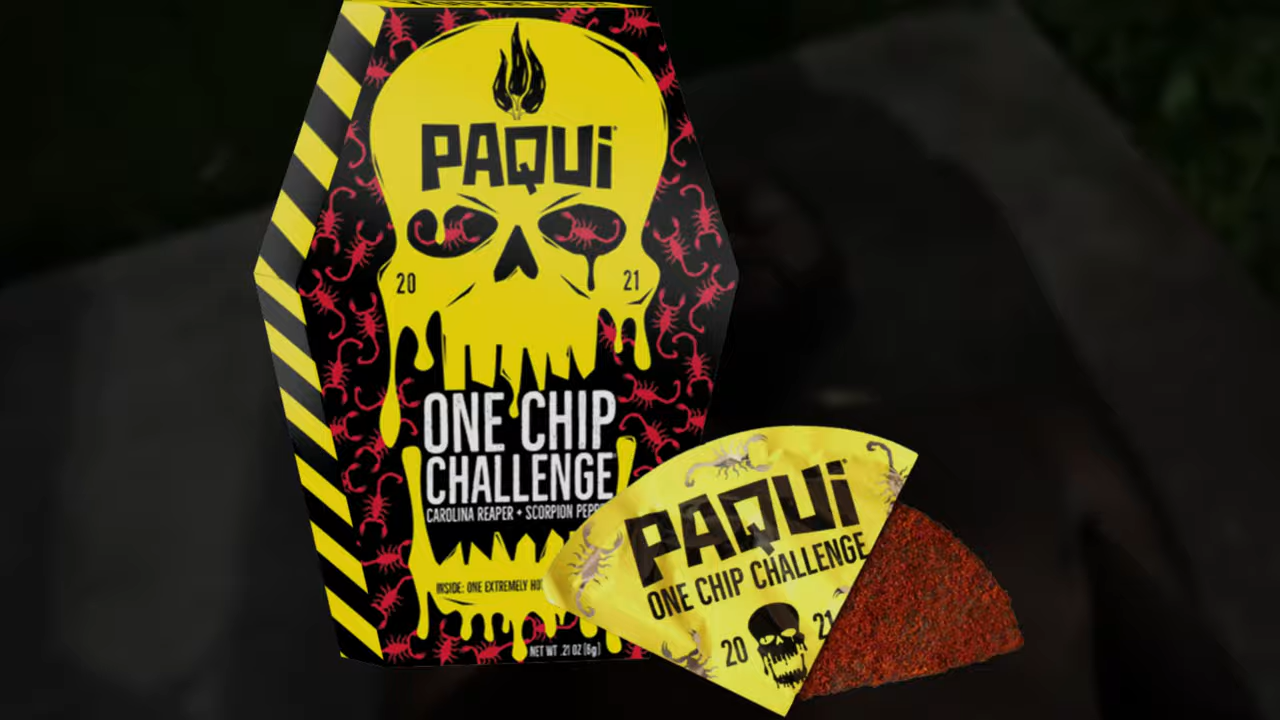 PAQUI
20 21
ONE CHIP
CHALLENGE
CAROLINA REAPER + SCORPION
INSIDE: ONE EXTREMELY
NET WT .21 OZ (6g)
PAQUI
ONE CHIP CHALLENGE
20 21